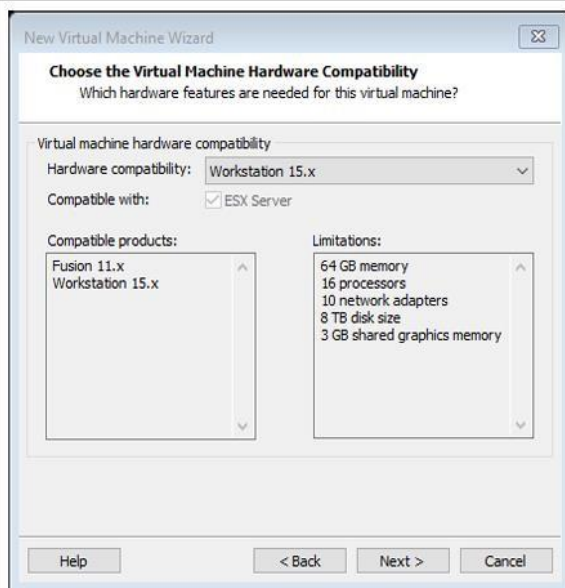 New Virtual Machine Wizard
Choose the Virtual Machine Hardware Compatibility
Which hardware features are needed for this virtual machine?
Virtual machine hardware compatibility
Hardware compatibility: Workstation 15.x
Compatible with: ESX Server
Compatible products:
Fusion 11.x
Workstation 15.x
Limitations:
64 GB memory
16 processors
10 network adapters
8 TB disk size
3 GB shared graphics memory
Help < Back Next > Cancel